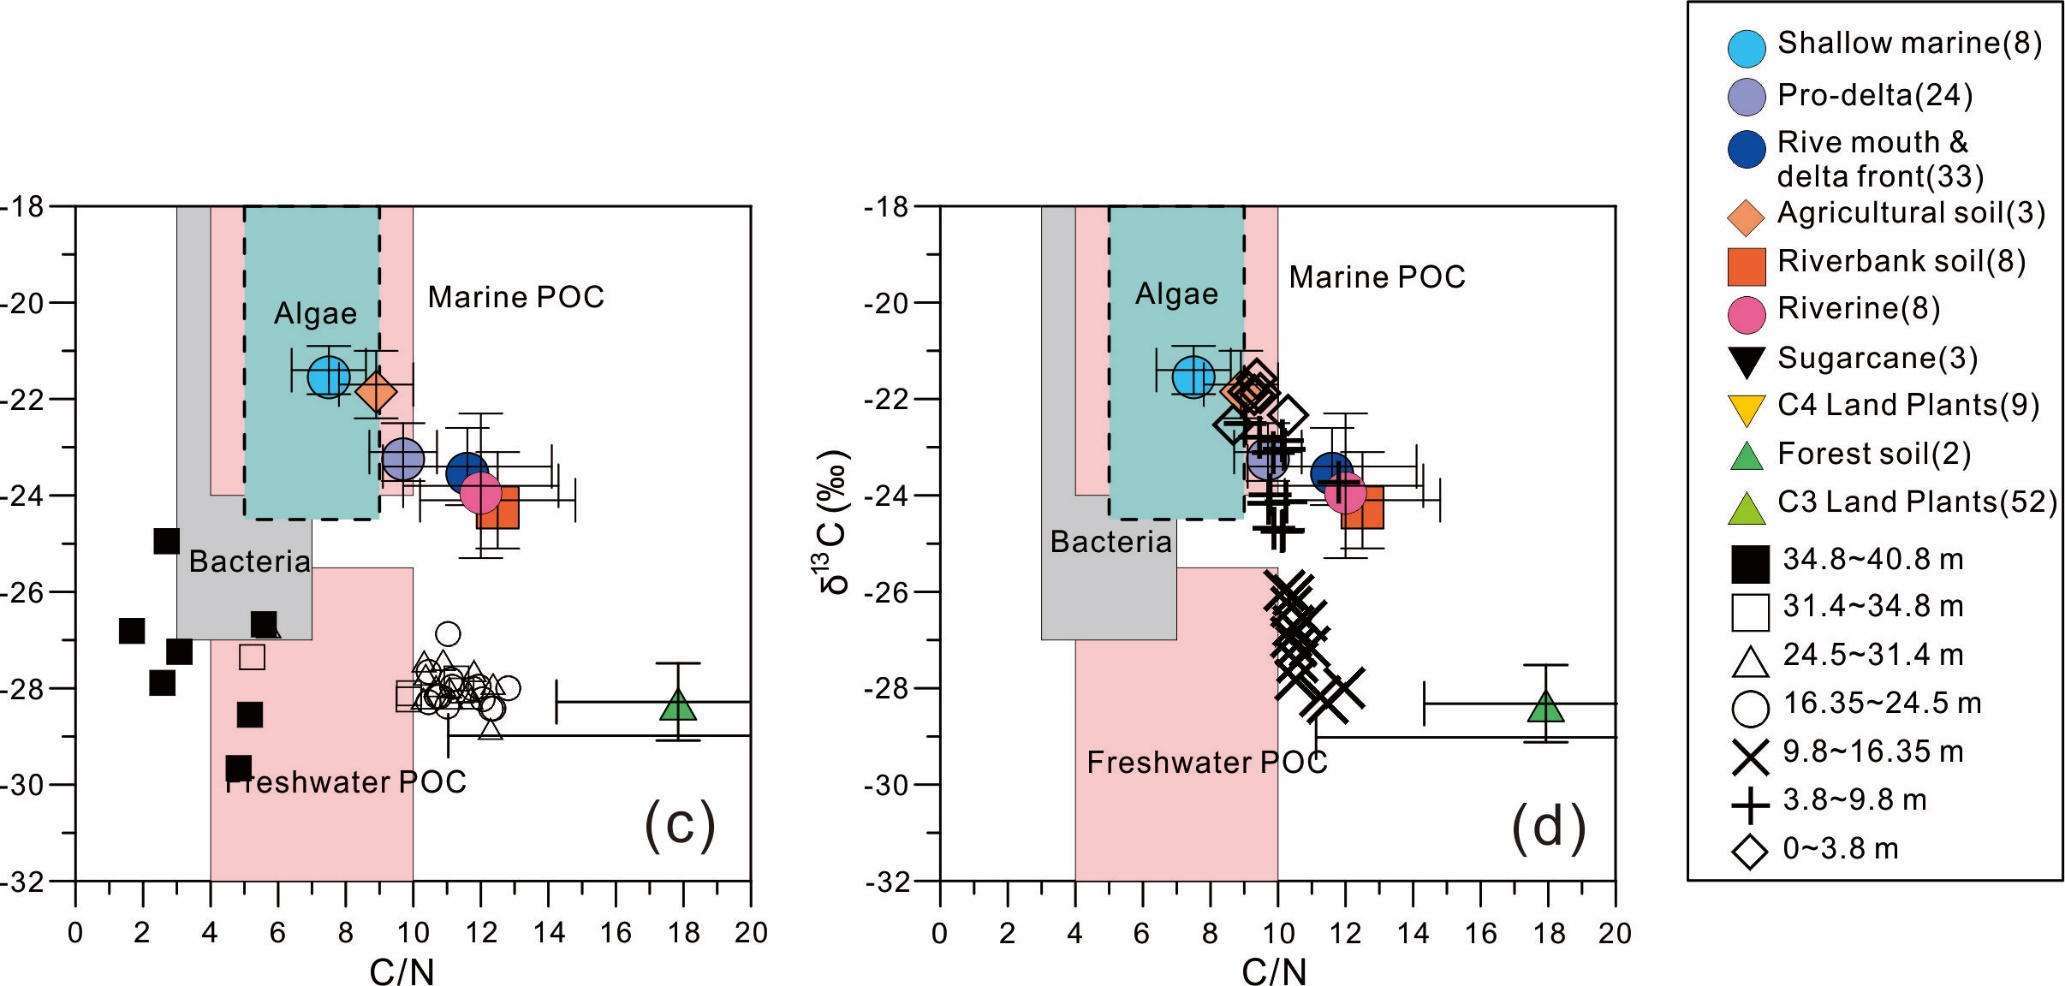 -18
-20
-22
-24
-26
-28
-30
-32
Algae
Marine POC
Bacteria
Freshwater POC
(c)
0 2 4 6 8 10 12 14 16 18 20
C/N
δ13C (‰)
-18
-20
-22
-24
-26
-28
-30
-32
Marine POC
Algae
Bacteria
Freshwater POC
(d)
0 2 4 6 8 10 12 14 16 18 20
C/N
Shallow marine(8)
Pro-delta(24)
Rive mouth &
delta front(33)
Agricultural soil(3)
Riverbank soil(8)
Riverine(8)
Sugarcane(3)
C4 Land Plants(9)
Forest soil(2)
C3 Land Plants(52)
34.8~40.8 m
31.4~34.8 m
24.5~31.4 m
16.35~24.5 m
9.8~16.35 m
3.8~9.8 m
0~3.8 m